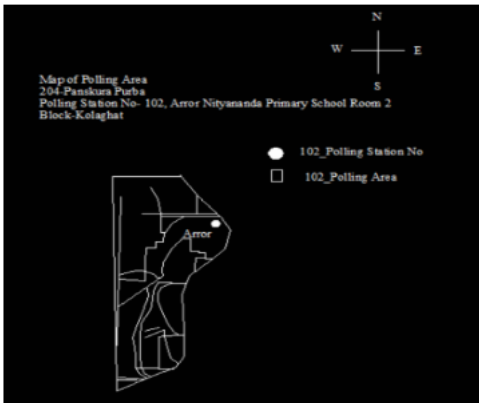 N
W E
S
Map of Polling Area
204-Panskura Purba
Polling Station No- 102, Arror Nityananda Primary School Room 2
Block-Kolaghat
102_Polling Station No
102_Polling Area
Arror